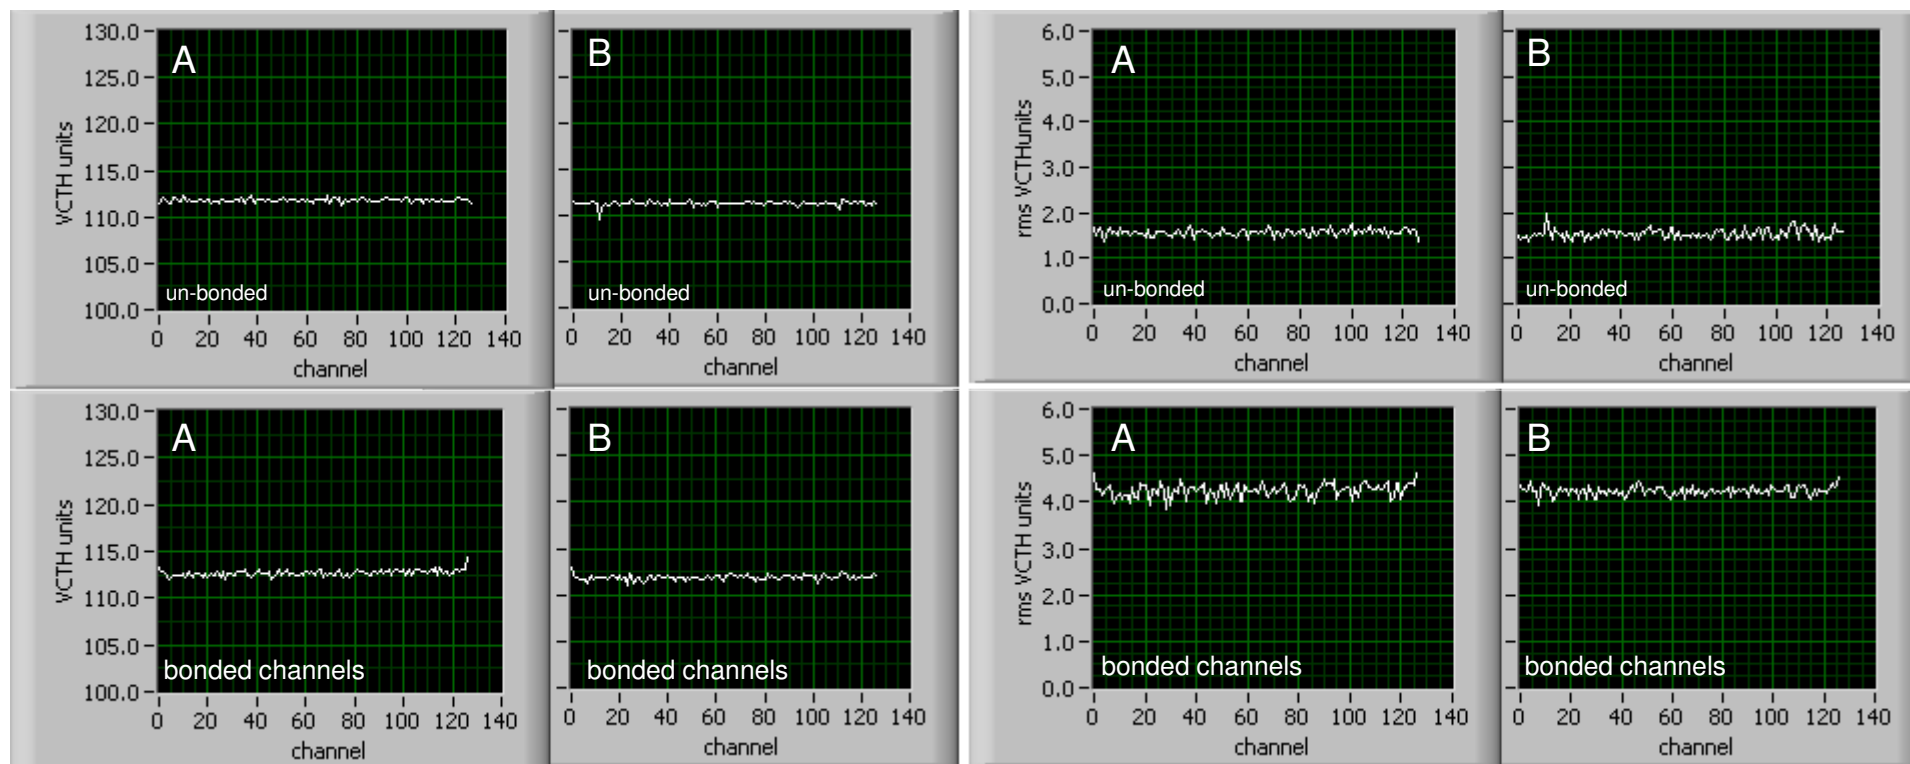 130.0
125.0
120.0
115.0
110.0
105.0
100.0
VCTH units
A
un-bonded
0 20 40 60 80 100 120 140
channel
B
un-bonded
0 20 40 60 80 100 120 140
channel
6.0
5.0
4.0
3.0
2.0
1.0
0.0
rms VCTHunits
A
un-bonded
0 20 40 60 80 100 120 140
channel
B
un-bonded
0 20 40 60 80 100 120 140
channel
130.0
125.0
120.0
115.0
110.0
105.0
100.0
VCTH units
A
bonded channels
0 20 40 60 80 100 120 140
channel
B
bonded channels
0 20 40 60 80 100 120 140
channel
6.0
5.0
4.0
3.0
2.0
1.0
0.0
rms VCTH units
A
bonded channels
0 20 40 60 80 100 120 140
channel
B
bonded channels
0 20 40 60 80 100 120 140
channel